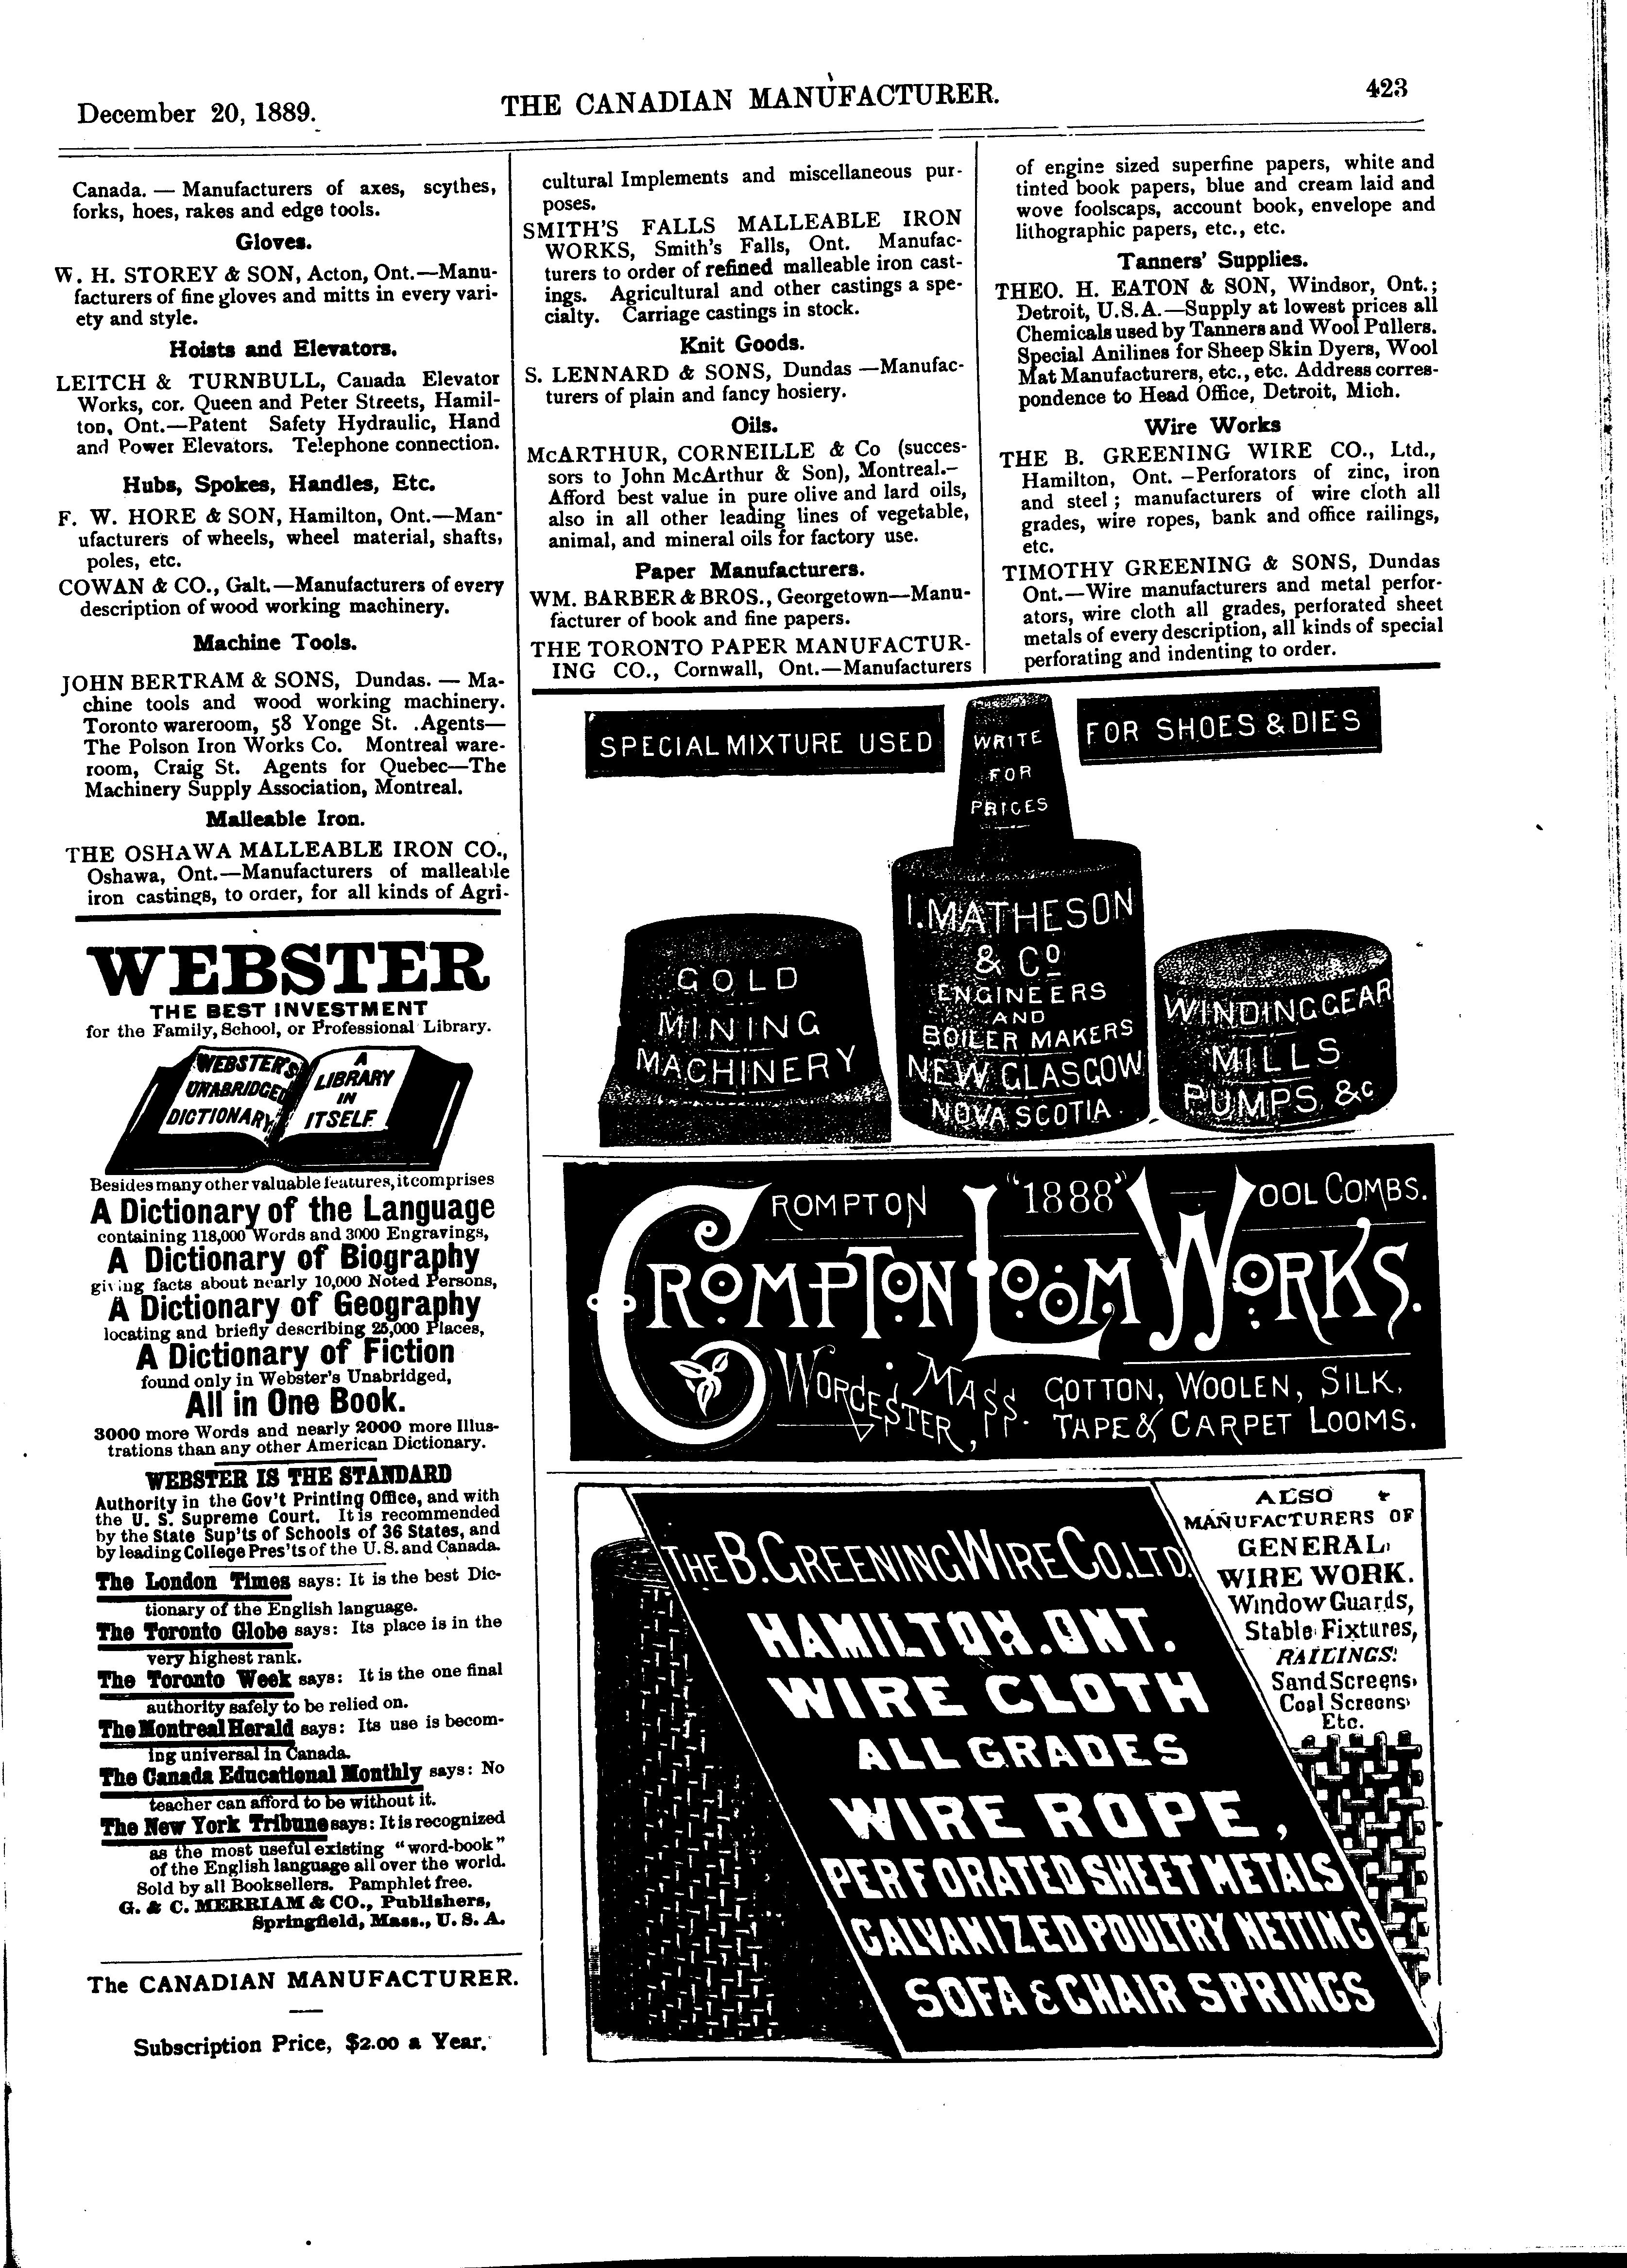 December 20, 1889.
THE CANADIAN MANUFACTURER.
423
Canada. — Manufacturers of axes, scythes,
forks, hoes, rakes and edge tools.
Gloves.
W. H. STOREY & SON, Acton, Ont.—Manu-
facturers of fine gloves and mitts in every vari-
ety and style.
Hoists and Elevators.
LEITCH & TURNBULL, Canada Elevator
Works, cor. Queen and Peter Streets, Hamil-
ton, Ont.—Patent Safety Hydraulic, Hand
and Power Elevators. Telephone connection.
Hubs, Spokes, Handles, Etc.
F. W. HORE & SON, Hamilton, Ont.—Man-
ufacturers of wheels, wheel material, shafts,
poles, etc.
COWAN & CO., Galt.—Manufacturers of every
description of wood working machinery.
Machine Tools.
JOHN BERTRAM & SONS, Dundas. — Ma-
chine tools and wood working machinery.
Toronto wareroom, 58 Yonge St. .Agents—
The Polson Iron Works Co. Montreal ware-
room, Craig St. Agents for Quebec—The
Machinery Supply Association, Montreal.
Malleable Iron.
THE OSHAWA MALLEABLE IRON CO.,
Oshawa, Ont.—Manufacturers of malleable
iron castings, to order, for all kinds of Agri-
WEBSTER
THE BEST INVESTMENT
for the Family, School, or Professional Library.
WEBSTER'S
UNABRIDGED
DICTIONARY
A
LIBRARY
IN
ITSELF
Besides many other valuable features, it comprises
A Dictionary of the Language
containing 118,000 Words and 3000 Engravings,
A Dictionary of Biography
giving facts about nearly 10,000 Noted Persons,
A Dictionary of Geography
locating and briefly describing 25,000 Places,
A Dictionary of Fiction
found only in Webster's Unabridged,
All in One Book.
3000 more Words and nearly 2000 more Illus-
trations than any other American Dictionary.
WEBSTER IS THE STANDARD
Authority in the Gov't Printing Office, and with
the U. S. Supreme Court. It is recommended
by the State Sup'ts of Schools of 36 States, and
by leading College Pres'ts of the U. S. and Canada.
The London Times says: It is the best Dic-
tionary of the English language.
The Toronto Globe says: Its place is in the
very highest rank.
The Toronto Week says: It is the one final
authority safely to be relied on.
The Montreal Herald says: Its use is becom-
ing universal in Canada.
The Canada Educational Monthly says: No
teacher can afford to be without it.
The New York Tribune says: It is recognized
as the most useful existing "word-book"
of the English language all over the world.
Sold by all Booksellers. Pamphlet free.
G. & C. MERRIAM & CO., Publishers,
Springfield, Mass., U. S. A.
The CANADIAN MANUFACTURER.
Subscription Price, $2.00 a Year.
cultural Implements and miscellaneous pur-
poses.
SMITH'S FALLS MALLEABLE IRON
WORKS, Smith's Falls, Ont. Manufac-
turers to order of refined malleable iron cast-
ings. Agricultural and other castings a spe-
cialty. Carriage castings in stock.
Knit Goods.
S. LENNARD & SONS, Dundas —Manufac-
turers of plain and fancy hosiery.
Oils.
McARTHUR, CORNEILLE & Co (succes-
sors to John McArthur & Son), Montreal.—
Afford best value in pure olive and lard oils,
also in all other leading lines of vegetable,
animal, and mineral oils for factory use.
Paper Manufacturers.
WM. BARBER & BROS., Georgetown—Manu-
facturer of book and fine papers.
THE TORONTO PAPER MANUFACTUR-
ING CO., Cornwall, Ont.—Manufacturers
of engine sized superfine papers, white and
tinted book papers, blue and cream laid and
wove foolscaps, account book, envelope and
lithographic papers, etc., etc.
Tanners' Supplies.
THEO. H. EATON & SON, Windsor, Ont.;
Detroit, U.S.A.—Supply at lowest prices all
Chemicals used by Tanners and Wool Pullers.
Special Anilines for Sheep Skin Dyers, Wool
Mat Manufacturers, etc., etc. Address corres-
pondence to Head Office, Detroit, Mich.
Wire Works
THE B. GREENING WIRE CO., Ltd.,
Hamilton, Ont. —Perforators of zinc, iron
and steel; manufacturers of wire cloth all
grades, wire ropes, bank and office railings,
etc.
TIMOTHY GREENING & SONS, Dundas
Ont.—Wire manufacturers and metal perfor-
ators, wire cloth all grades, perforated sheet
metals of every description, all kinds of special
perforating and indenting to order.
SPECIAL MIXTURE USED
WRITE
FOR
PRICES
FOR SHOES & DIES
GOLD
MINING
MACHINERY
I. MATHESON
& Co
ENGINEERS
AND
BOILER MAKERS
NEW GLASGOW
NOVA SCOTIA.
WINDING GEAR
MILLS
PUMPS &c
CROMPTON "1888" WOOL COMBS.
CROMPTON LOOM WORKS.
WORCESTER, MASS.
COTTON, WOOLEN, SILK,
TAPE & CARPET LOOMS.
THE B. GREENING WIRE CO. LTD.
HAMILTON. ONT.
WIRE CLOTH
ALL GRADES
WIRE ROPE,
PERFORATED SHEET METALS
GALVANIZED POULTRY NETTING
SOFA & CHAIR SPRINGS
ALSO
MANUFACTURERS OF
GENERAL
WIRE WORK.
Window Guards,
Stable Fixtures,
RAILINGS:
Sand Screens,
Coal Screens,
Etc.